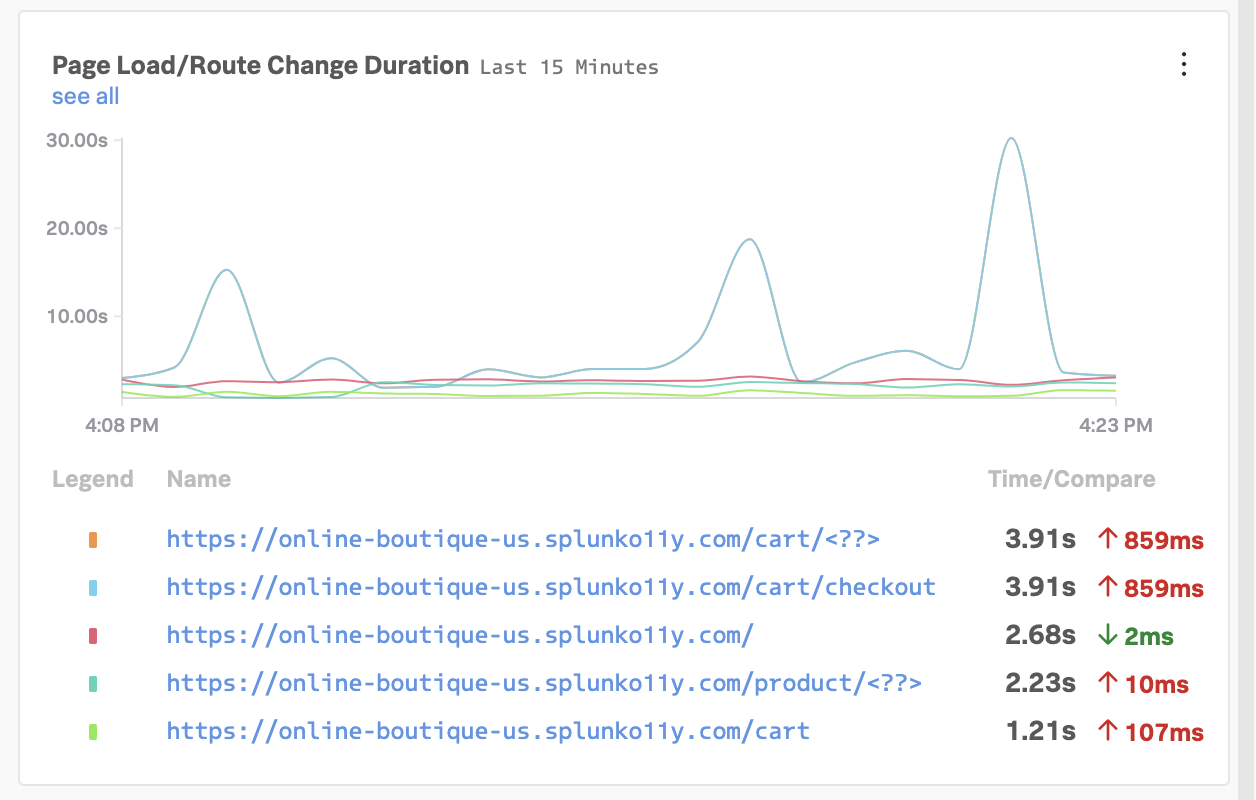 Page Load/Route Change Duration Last 15 Minutes
see all
30.00s
20.00s
10.00s
4:08 PM 4:23 PM
Legend Name Time/Compare
https://online-boutique-us.splunko11y.com/cart/<??> 3.91s ↑ 859ms
https://online-boutique-us.splunko11y.com/cart/checkout 3.91s ↑ 859ms
https://online-boutique-us.splunko11y.com/ 2.68s ↓ 2ms
https://online-boutique-us.splunko11y.com/product/<??> 2.23s ↑ 10ms
https://online-boutique-us.splunko11y.com/cart 1.21s ↑ 107ms